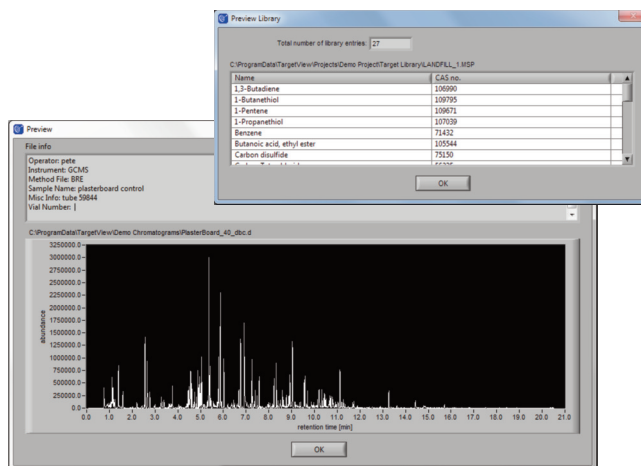 Preview Library
Total number of library entries: 27
C:\ProgramData\TargetView\Projects\Demo Project\Target Library\LANDFILL_1.MSP
Name CAS no.
1,3-Butadiene 106990
1-Butanethiol 109795
1-Pentene 109671
1-Propanethiol 107039
Benzene 71432
Butanoic acid, ethyl ester 105544
Carbon disulfide 75150
OK
Preview
File info
Operator: pete
Instrument: GCMS
Method File: BRE
Sample Name: plasterboard control
Misc Info: tube 59844
Vial Number:
C:\ProgramData\TargetView\Demo Chromatograms\PlasterBoard_40_dbc.d
3250000.0
3000000.0
2750000.0
2500000.0
2250000.0
2000000.0
1750000.0
1500000.0
1250000.0
1000000.0
750000.0
500000.0
250000.0
0.0
abundance
0.0 1.0 2.0 3.0 4.0 5.0 6.0 7.0 8.0 9.0 10.0 11.0 12.0 13.0 14.0 15.0 16.0 17.0 18.0 19.0 20.0 21.0
retention time [min]
OK